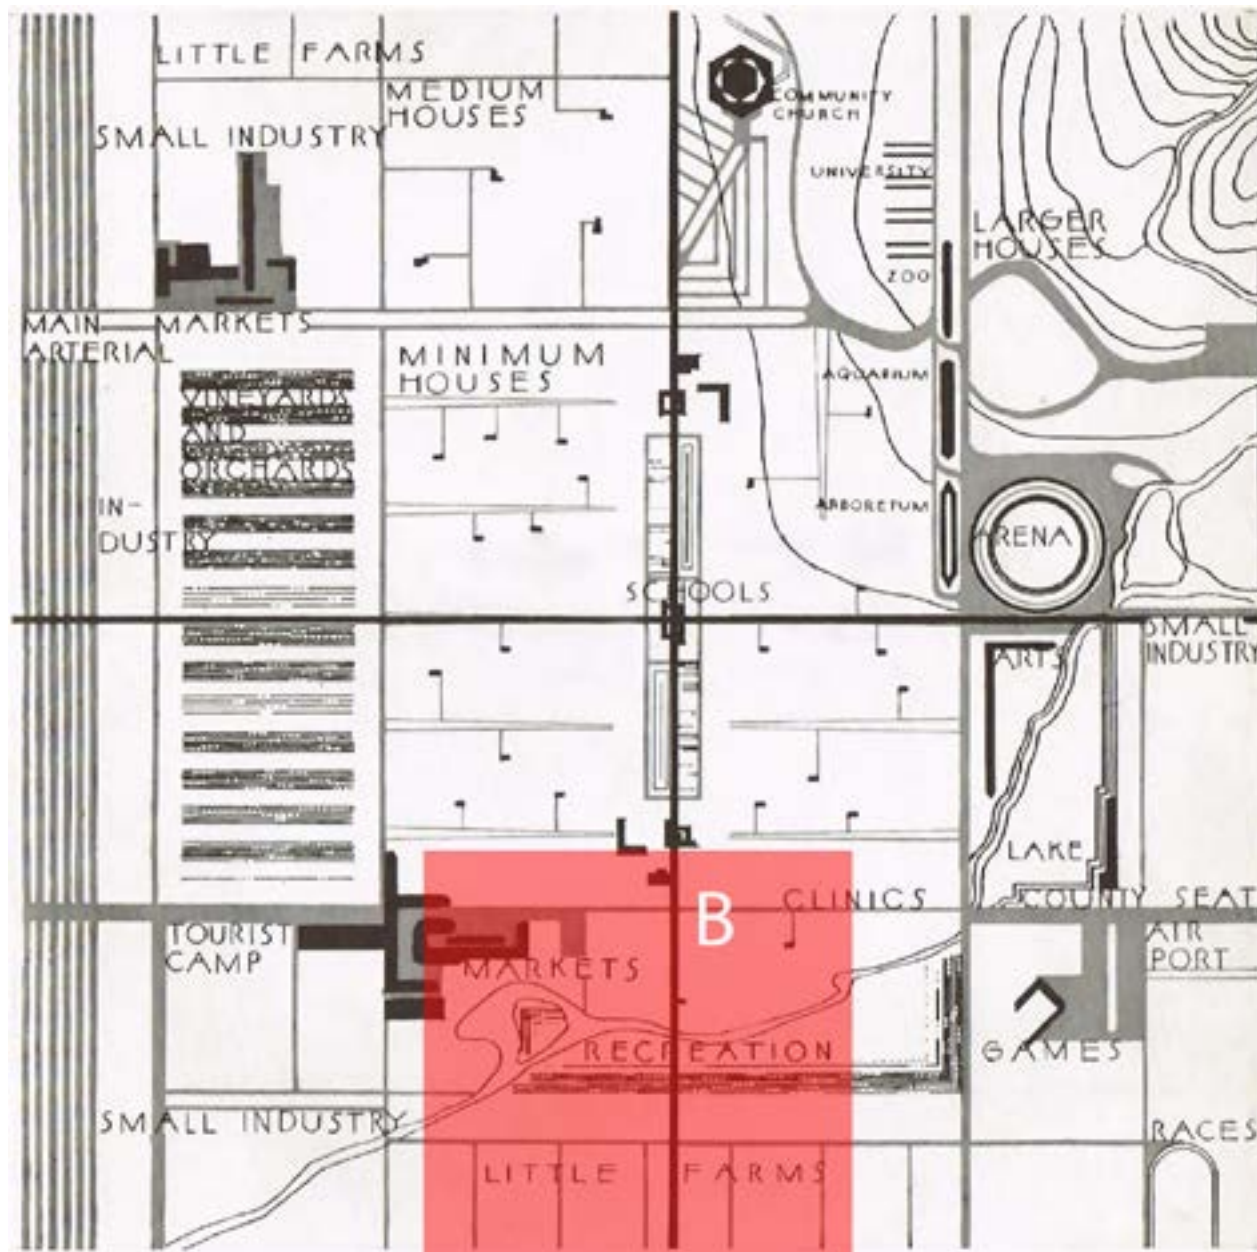 LITTLE FARMS
MEDIUM
HOUSES
COMMUNITY
CHURCH
SMALL INDUSTRY
UNIVERSITY
LARGER
HOUSES
ZOO
MAIN
ARTERIAL
MARKETS
MINIMUM
HOUSES
AQUARIUM
VINEYARDS
AND
ORCHARDS
IN-
DUSTRY
ARBORETUM
ARENA
SCHOOLS
SMALL
INDUSTRY
ARTS
LAKE
CLINICS
COUNTY SEAT
B
TOURIST
CAMP
MARKETS
AIR
PORT
RECREATION
GAMES
SMALL INDUSTRY
RACES
LITTLE FARMS